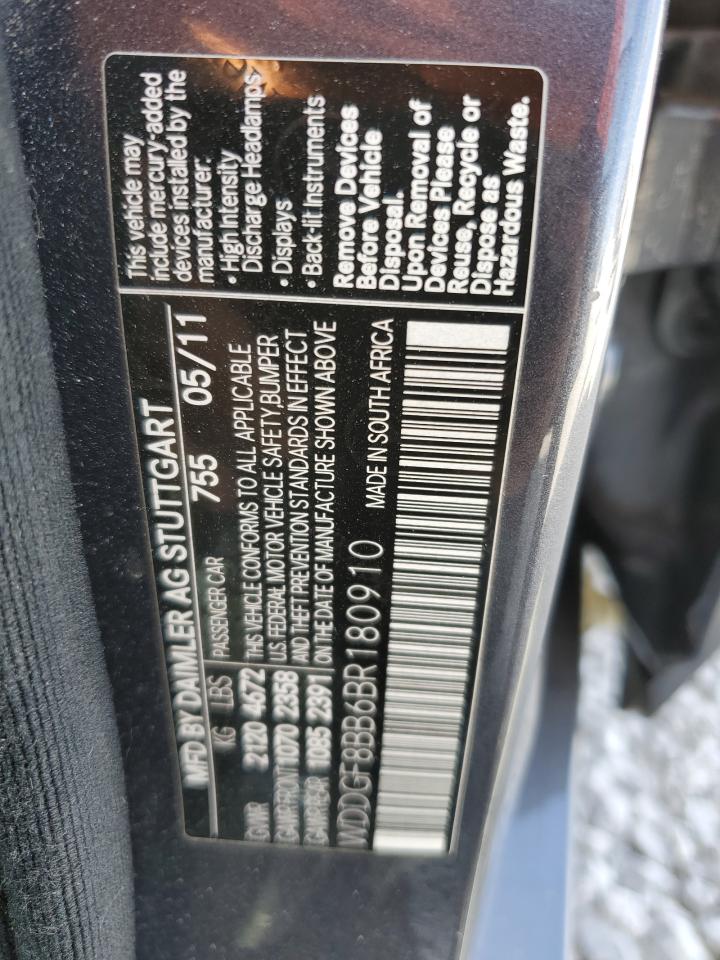 MFD BY DAIMLER AG STUTTGART
PASSENGER CAR 755 05/11
KG LBS
GVWR 2120 4672
GAWR FRONT 1070 2358
GAWR REAR 1085 2391
THIS VEHICLE CONFORMS TO ALL APPLICABLE
U.S. FEDERAL MOTOR VEHICLE SAFETY, BUMPER
AND THEFT PREVENTION STANDARDS IN EFFECT
ON THE DATE OF MANUFACTURE SHOWN ABOVE
WDDGF8BB6BR180910 MADE IN SOUTH AFRICA
This vehicle may
include mercury-added
devices installed by the
manufacturer:
• High Intensity
Discharge Headlamps
• Displays
• Back-lit Instruments
Remove Devices
Before Vehicle
Disposal.
Upon Removal of
Devices Please
Reuse, Recycle or
Dispose as
Hazardous Waste.